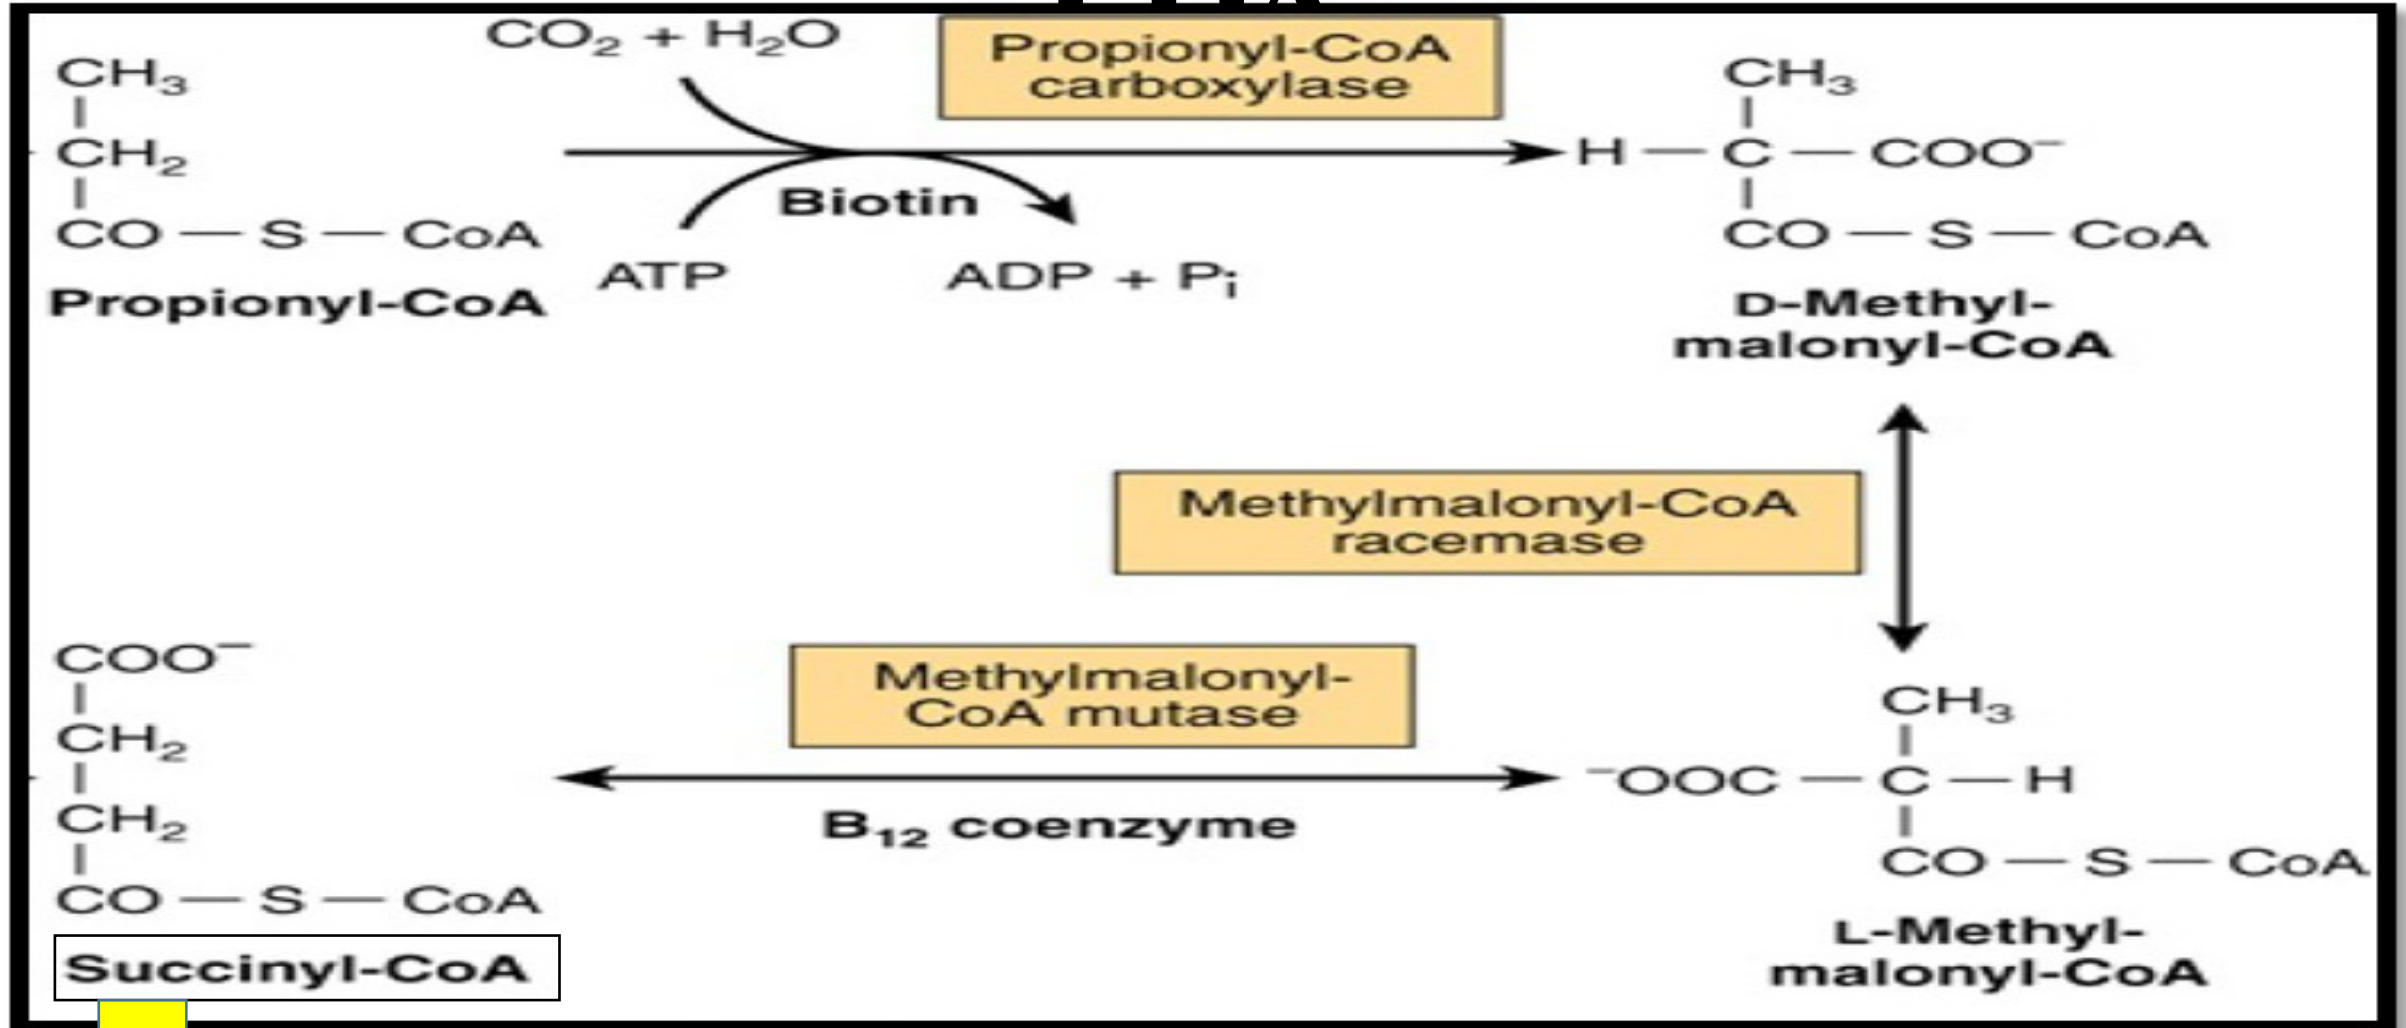 CO₂ + H₂O
Propionyl-CoA
carboxylase
CH₃
CH₂
CO — S — CoA
Propionyl-CoA
Biotin
ATP
ADP + Pᵢ
CH₃
H — C — COO⁻
CO — S — CoA
D-Methyl-
malonyl-CoA
Methylmalonyl-CoA
racemase
COO⁻
CH₂
CH₂
CO — S — CoA
Succinyl-CoA
Methylmalonyl-
CoA mutase
B₁₂ coenzyme
CH₃
⁻OOC — C — H
CO — S — CoA
L-Methyl-
malonyl-CoA